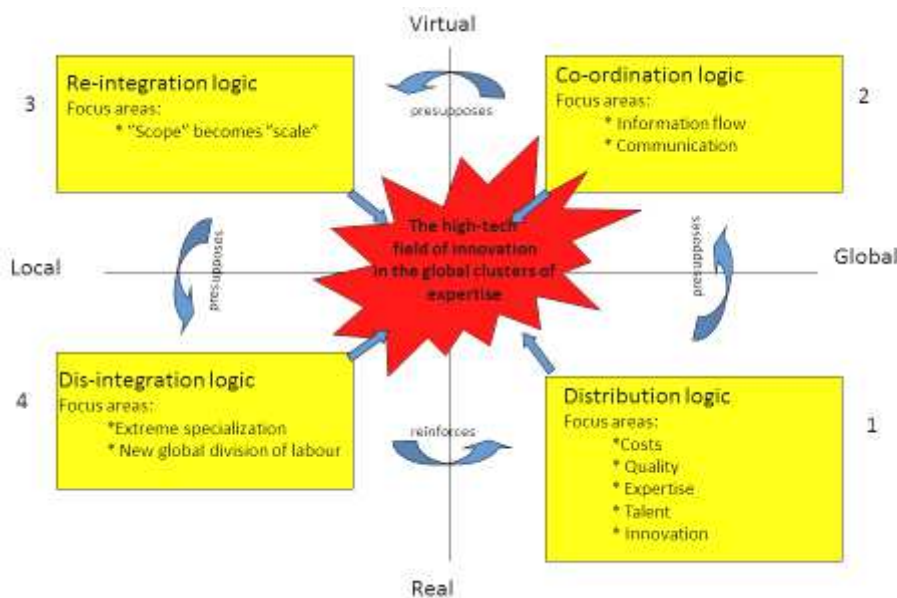 Virtual
3
Re-integration logic
Focus areas:
* "Scope" becomes "scale"
presupposes
Co-ordination logic
Focus areas:
* Information flow
* Communication
2
The high-tech
field of innovation
in the global clusters of
expertise
Local
presupposes
presupposes
Global
4
Dis-integration logic
Focus areas:
*Extreme specialization
* New global division of labour
reinforces
Distribution logic
Focus areas:
*Costs
* Quality
* Expertise
* Talent
* Innovation
1
Real